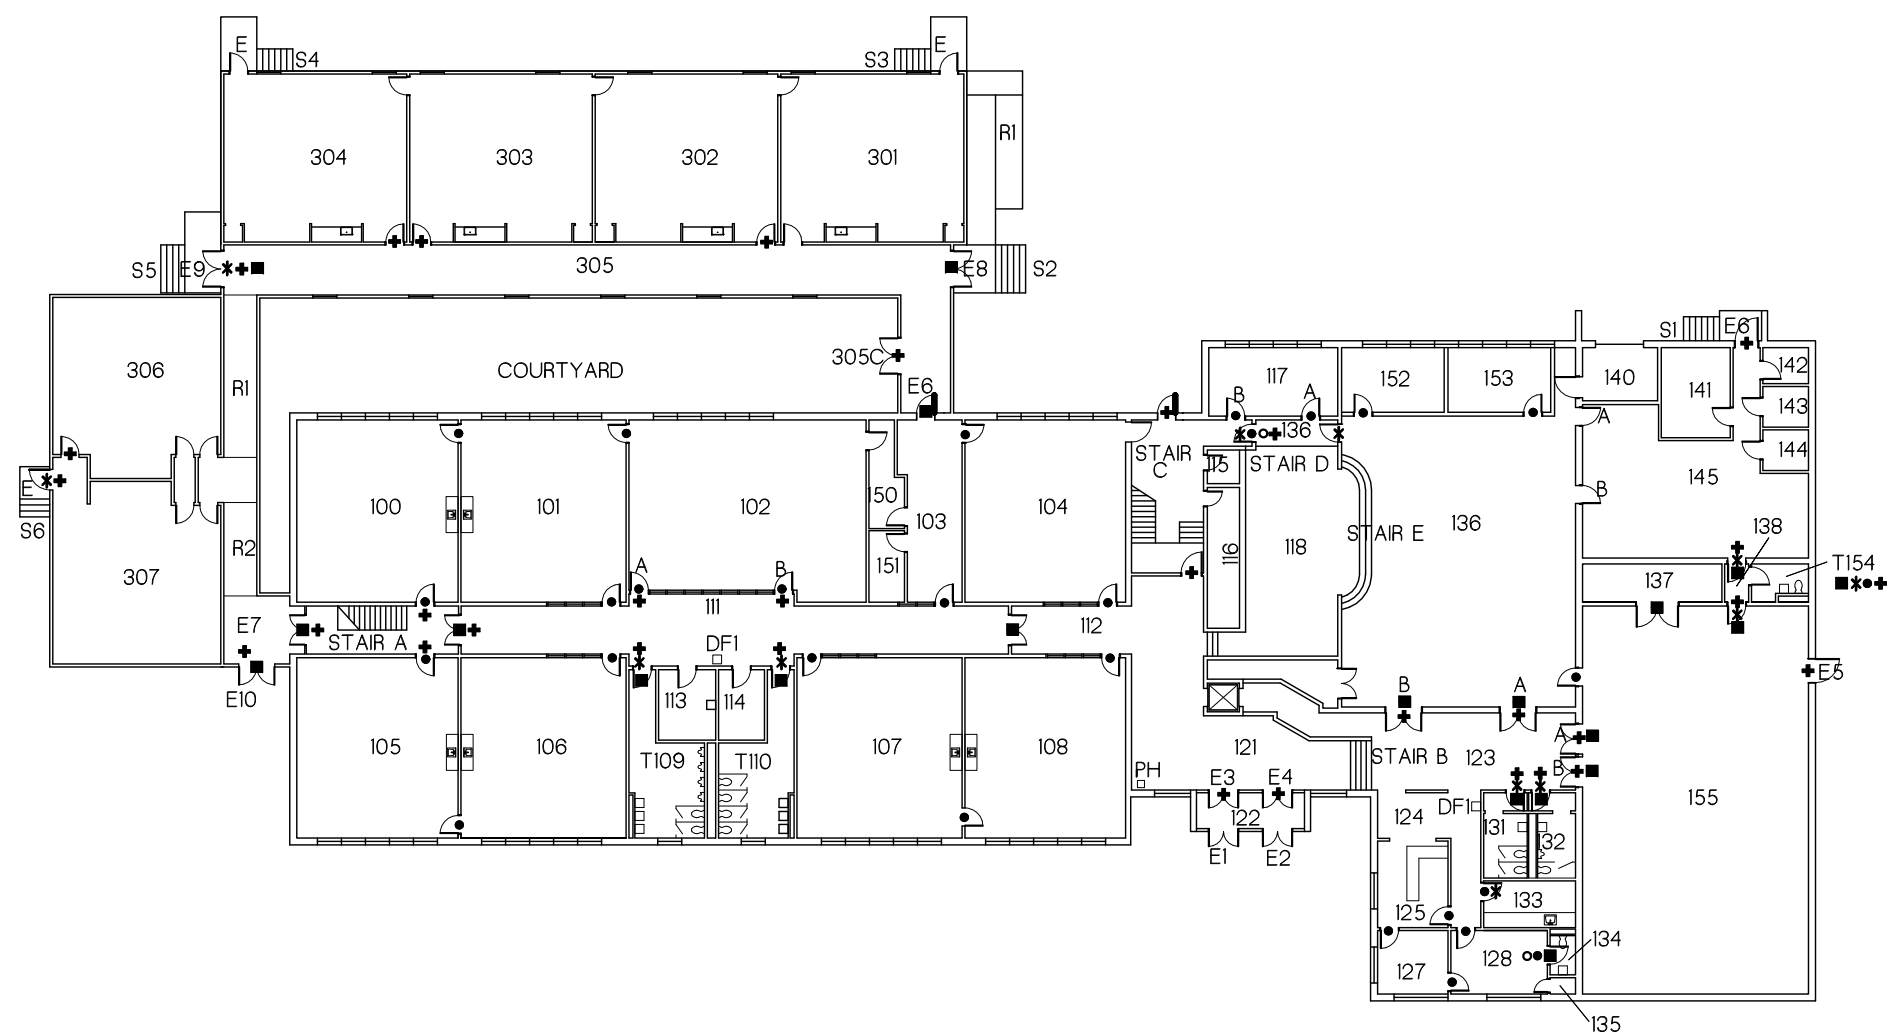 E
S4
S3
E
R1
304
303
302
301
S5
E9
305
E8
S2
S1
E6
306
R1
COURTYARD
305C
E6
117
152
153
140
141
142
143
144
B
A
136
A
STAIR
C
115
STAIR D
145
B
E
S6
100
101
102
150
103
104
116
118
STAIR E
136
138
R2
307
A
B
151
137
T154
E7
STAIR A
111
112
DF1
E5
E10
113
114
B
A
105
106
T109
T110
107
108
121
STAIR B
123
A
B
PH
E3
E4
155
122
124
DF1
131
132
E1
E2
125
133
134
127
128
135